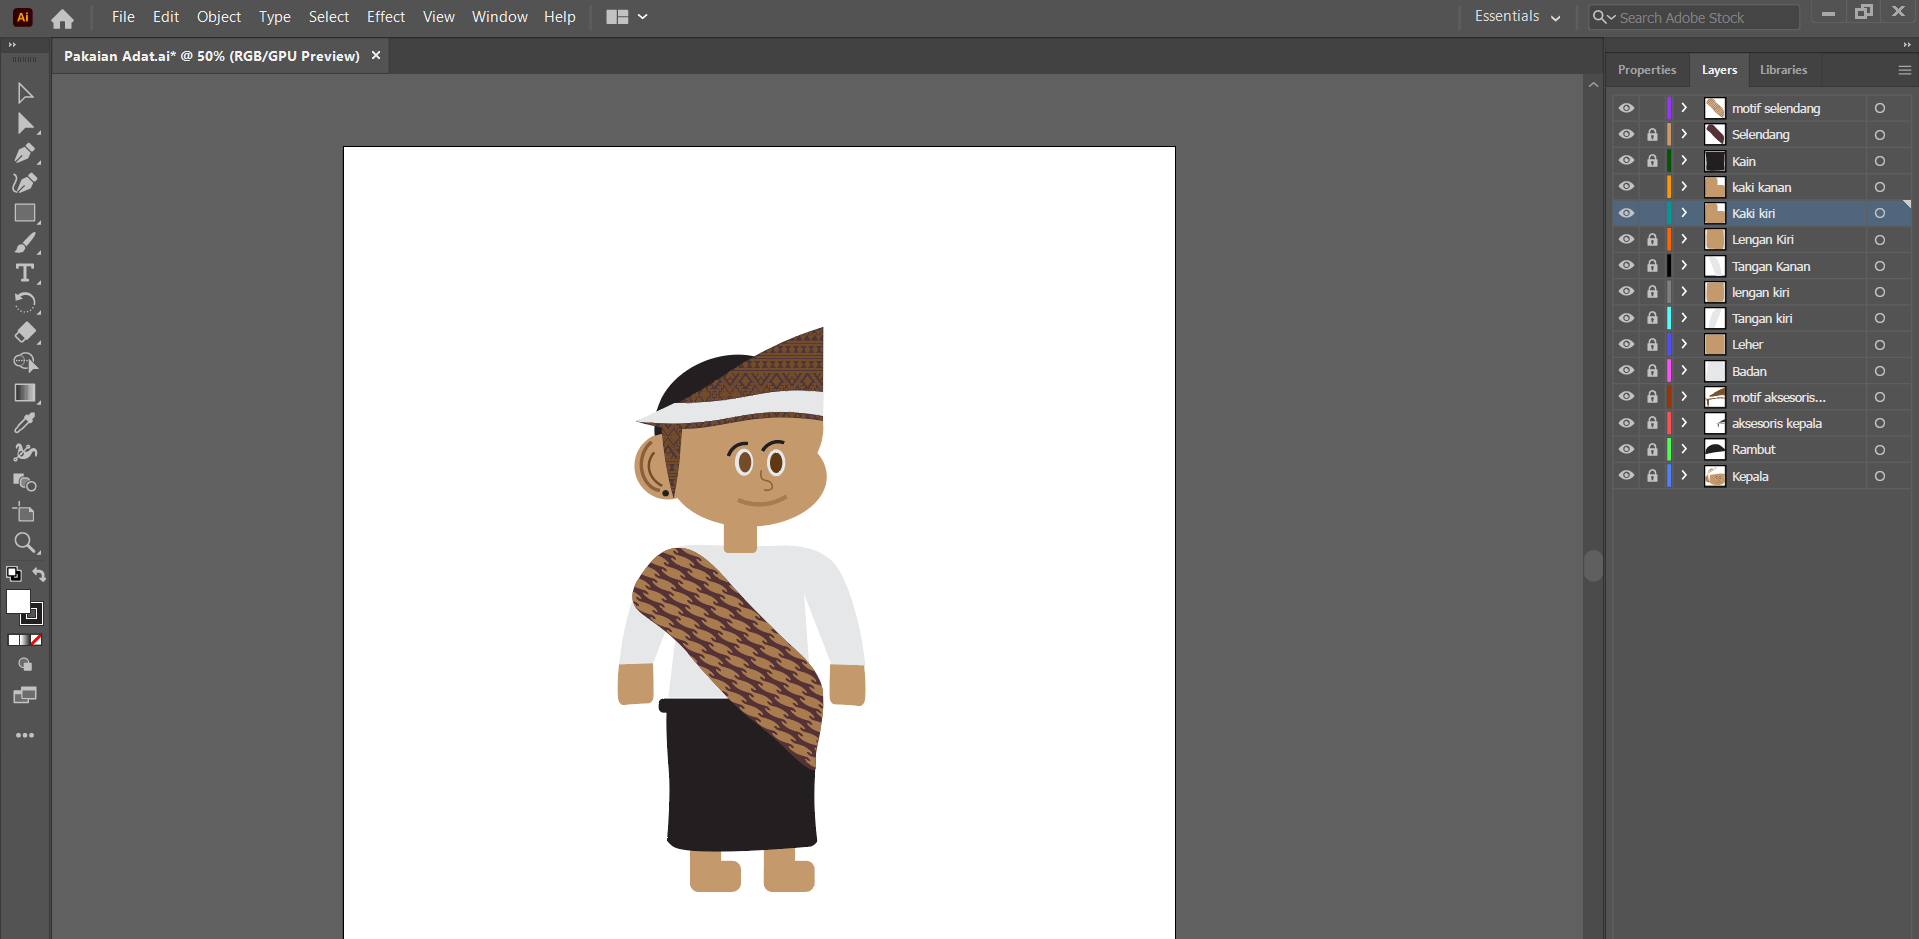 Ai File Edit Object Type Select Effect View Window Help Essentials Search Adobe Stock
Pakaian Adat.ai* @ 50% (RGB/GPU Preview) ×
Properties Layers Libraries
motif selendang
Selendang
Kain
kaki kanan
Kaki kiri
Lengan Kiri
Tangan Kanan
lengan kiri
Tangan kiri
Leher
Badan
motif aksesoris...
aksesoris kepala
Rambut
Kepala